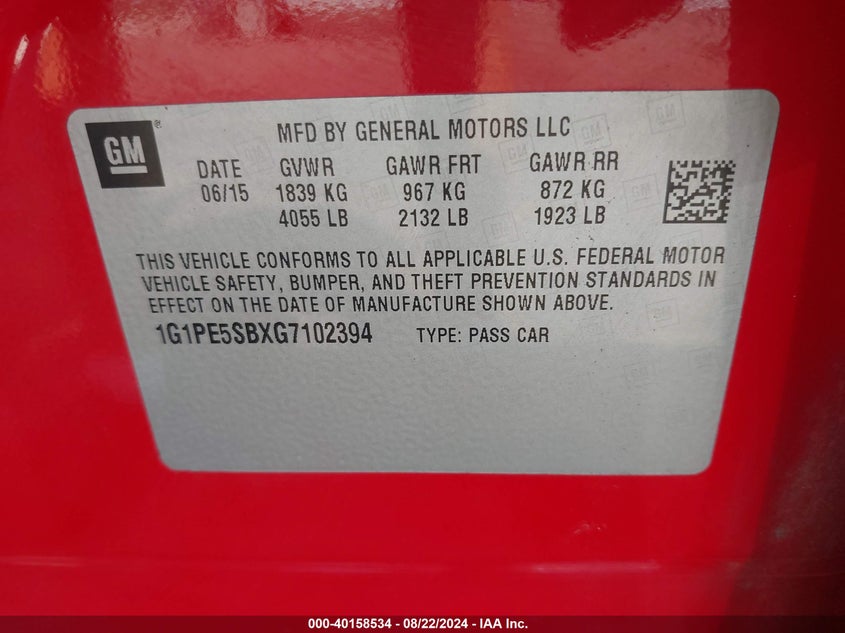 GM ®
MFD BY GENERAL MOTORS LLC
DATE GVWR GAWR FRT GAWR RR
06/15 1839 KG 967 KG 872 KG
4055 LB 2132 LB 1923 LB
THIS VEHICLE CONFORMS TO ALL APPLICABLE U.S. FEDERAL MOTOR
VEHICLE SAFETY, BUMPER, AND THEFT PREVENTION STANDARDS IN
EFFECT ON THE DATE OF MANUFACTURE SHOWN ABOVE.
1G1PE5SBXG7102394 TYPE: PASS CAR
000-40158534 - 08/22/2024 - IAA Inc.